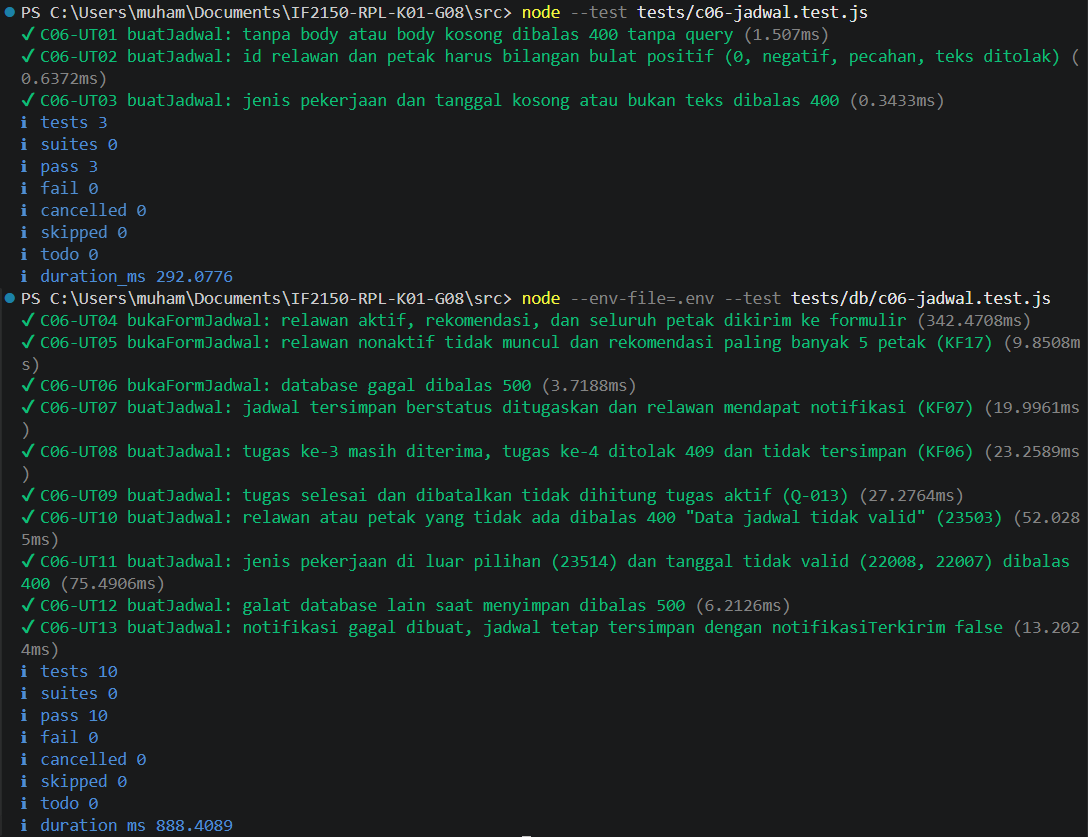 PS C:\Users\muham\Documents\IF2150-RPL-K01-G08\src> node --test tests/c06-jadwal.test.js
✔ C06-UT01 buatJadwal: tanpa body atau body kosong dibalas 400 tanpa query (1.507ms)
✔ C06-UT02 buatJadwal: id relawan dan petak harus bilangan bulat positif (0, negatif, pecahan, teks ditolak) (
0.6372ms)
✔ C06-UT03 buatJadwal: jenis pekerjaan dan tanggal kosong atau bukan teks dibalas 400 (0.3433ms)
ℹ tests 3
ℹ suites 0
ℹ pass 3
ℹ fail 0
ℹ cancelled 0
ℹ skipped 0
ℹ todo 0
ℹ duration_ms 292.0776
PS C:\Users\muham\Documents\IF2150-RPL-K01-G08\src> node --env-file=.env --test tests/db/c06-jadwal.test.js
✔ C06-UT04 bukaFormJadwal: relawan aktif, rekomendasi, dan seluruh petak dikirim ke formulir (342.4708ms)
✔ C06-UT05 bukaFormJadwal: relawan nonaktif tidak muncul dan rekomendasi paling banyak 5 petak (KF17) (9.8508m
s)
✔ C06-UT06 bukaFormJadwal: database gagal dibalas 500 (3.7188ms)
✔ C06-UT07 buatJadwal: jadwal tersimpan berstatus ditugaskan dan relawan mendapat notifikasi (KF07) (19.9961ms
)
✔ C06-UT08 buatJadwal: tugas ke-3 masih diterima, tugas ke-4 ditolak 409 dan tidak tersimpan (KF06) (23.2589ms
)
✔ C06-UT09 buatJadwal: tugas selesai dan dibatalkan tidak dihitung tugas aktif (Q-013) (27.2764ms)
✔ C06-UT10 buatJadwal: relawan atau petak yang tidak ada dibalas 400 "Data jadwal tidak valid" (23503) (52.028
5ms)
✔ C06-UT11 buatJadwal: jenis pekerjaan di luar pilihan (23514) dan tanggal tidak valid (22008, 22007) dibalas
400 (75.4906ms)
✔ C06-UT12 buatJadwal: galat database lain saat menyimpan dibalas 500 (6.2126ms)
✔ C06-UT13 buatJadwal: notifikasi gagal dibuat, jadwal tetap tersimpan dengan notifikasiTerkirim false (13.202
4ms)
ℹ tests 10
ℹ suites 0
ℹ pass 10
ℹ fail 0
ℹ cancelled 0
ℹ skipped 0
ℹ todo 0
ℹ duration_ms 888.4089